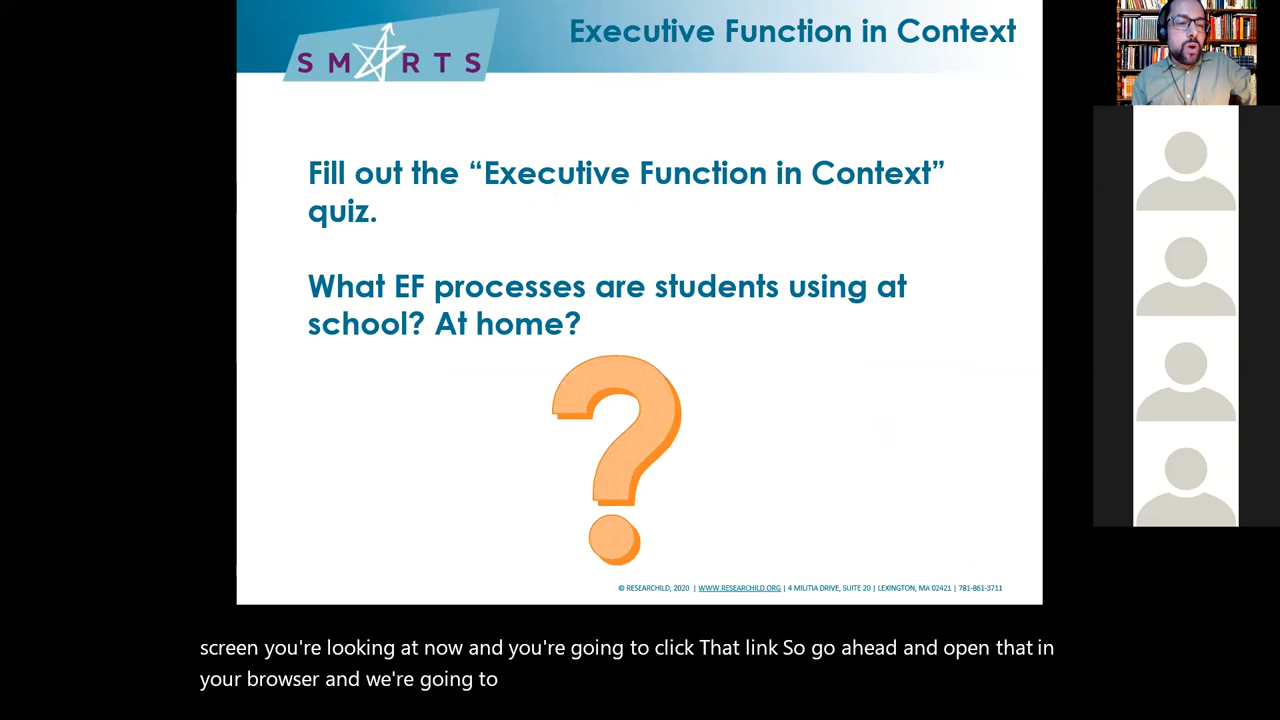 SMARTS
Executive Function in Context
Fill out the “Executive Function in Context”
quiz.
What EF processes are students using at
school? At home?
© RESEARCHILD, 2020 | WWW.RESEARCHILD.ORG | 4 MILITIA DRIVE, SUITE 20 | LEXINGTON, MA 02421 | 781-861-3711
screen you're looking at now and you're going to click That link So go ahead and open that in
your browser and we're going to